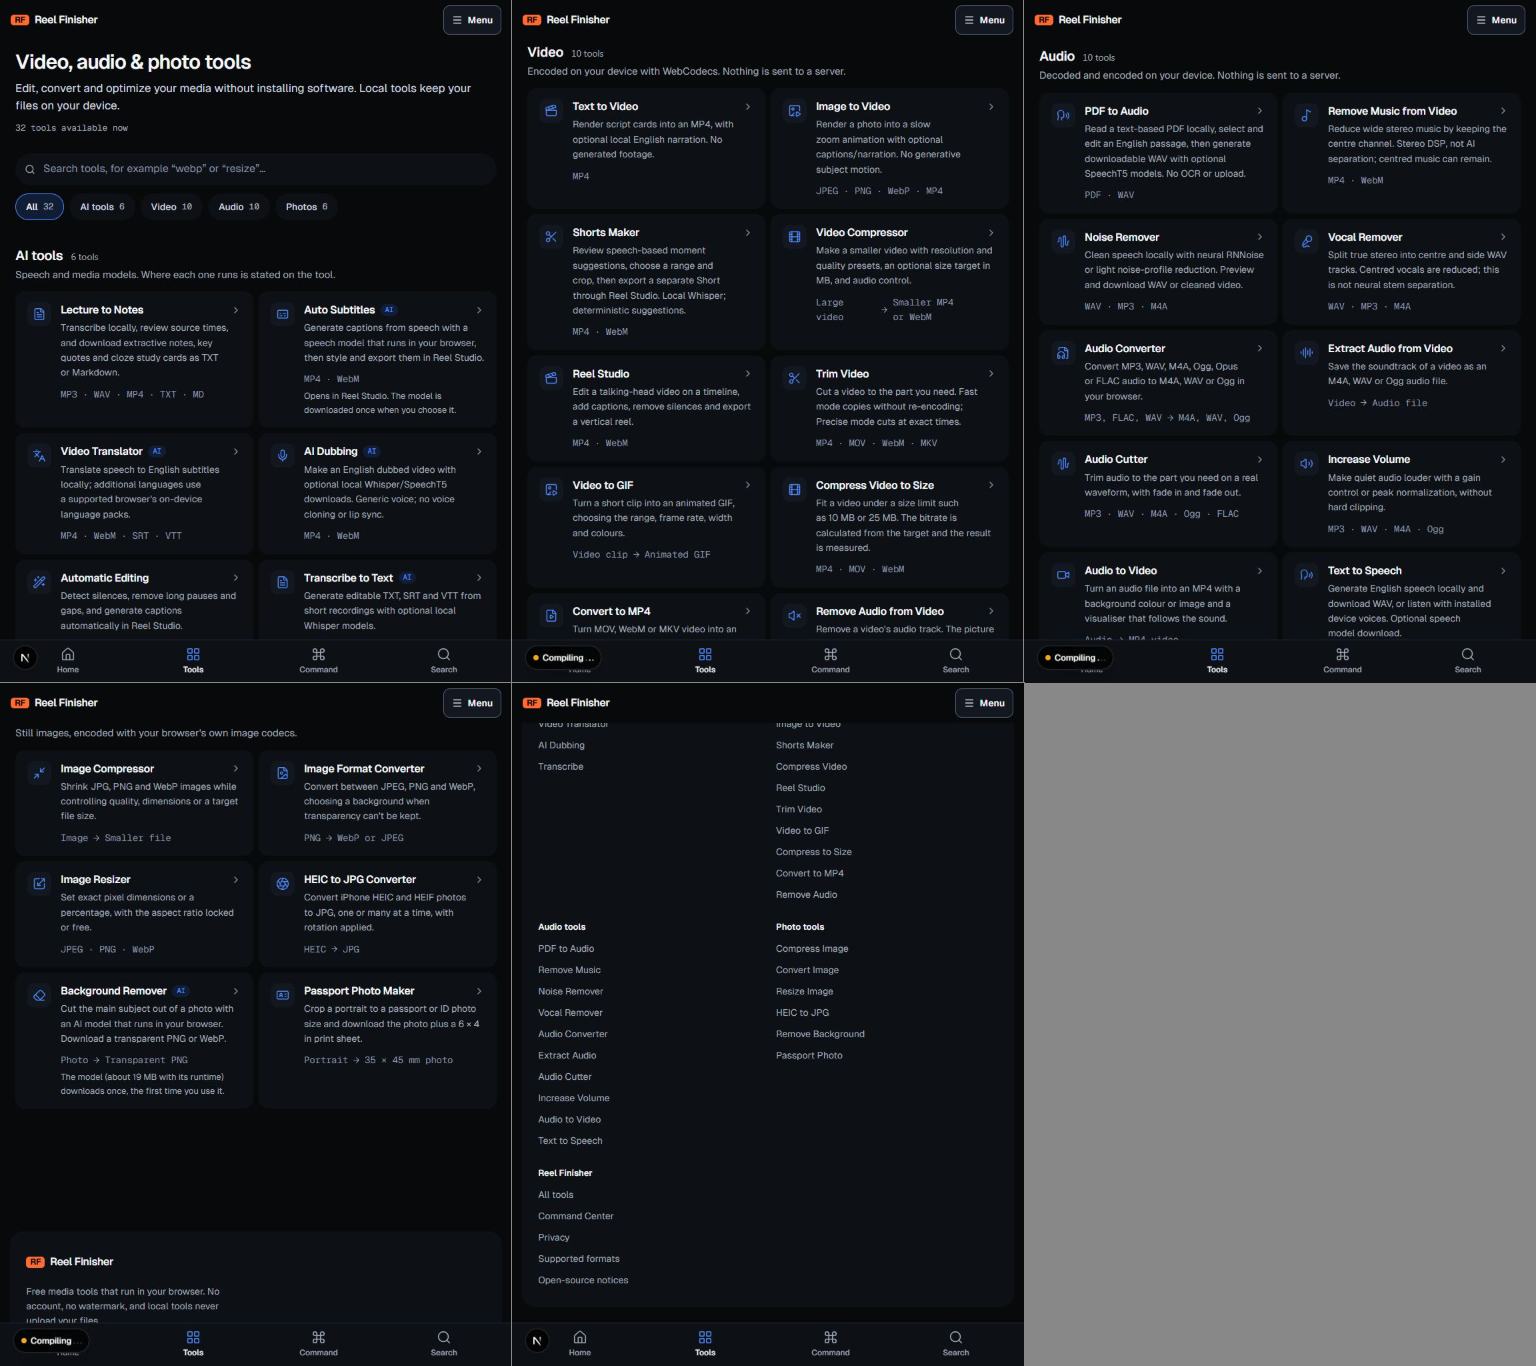 RF Reel Finisher
Menu
Video, audio & photo tools
Edit, convert and optimize your media without installing software. Local tools keep your
files on your device.
32 tools available now
Search tools, for example “webp” or “resize”…
All 32
AI tools 6
Video 10
Audio 10
Photos 6
AI tools 6 tools
Speech and media models. Where each one runs is stated on the tool.
Lecture to Notes
Transcribe locally, review source times,
and download extractive notes, key
quotes and cloze study cards as TXT
or Markdown.
MP3 · WAV · MP4 · TXT · MD
Auto Subtitles AI
Generate captions from speech with a
speech model that runs in your browser,
then style and export them in Reel Studio.
MP4 · WebM
Opens in Reel Studio. The model is
downloaded once when you choose it.
Video Translator AI
Translate speech to English subtitles
locally; additional languages use
a supported browser's on-device
language packs.
MP4 · WebM · SRT · VTT
AI Dubbing AI
Make an English dubbed video with
optional local Whisper/SpeechT5
downloads. Generic voice; no voice
cloning or lip sync.
MP4 · WebM
Automatic Editing
Detect silences, remove long pauses and
gaps, and generate captions
automatically in Reel Studio.
Transcribe to Text AI
Generate editable TXT, SRT and VTT from
short recordings with optional local
Whisper models.
N
Home
Tools
Command
Search
RF Reel Finisher
Menu
Video 10 tools
Encoded on your device with WebCodecs. Nothing is sent to a server.
Text to Video
Render script cards into an MP4, with
optional local English narration. No
generated footage.
MP4
Image to Video
Render a photo into a slow
zoom animation with optional
captions/narration. No generative
subject motion.
JPEG · PNG · WebP · MP4
Shorts Maker
Review speech-based moment
suggestions, choose a range and
crop, then export a separate Short
through Reel Studio. Local Whisper;
deterministic suggestions.
MP4 · WebM
Video Compressor
Make a smaller video with resolution and
quality presets, an optional size target in
MB, and audio control.
Large video → Smaller MP4 or WebM
Reel Studio
Edit a talking-head video on a timeline,
add captions, remove silences and export
a vertical reel.
MP4 · WebM
Trim Video
Cut a video to the part you need. Fast
mode copies without re-encoding;
Precise mode cuts at exact times.
MP4 · MOV · WebM · MKV
Video to GIF
Turn a short clip into an animated GIF,
choosing the range, frame rate, width
and colours.
Video clip → Animated GIF
Compress Video to Size
Fit a video under a size limit such
as 10 MB or 25 MB. The bitrate is
calculated from the target and the result
is measured.
MP4 · MOV · WebM
Convert to MP4
Turn MOV, WebM or MKV video into an
Remove Audio from Video
Remove a video's audio track. The picture
Compiling ...
Tools
Command
Search
RF Reel Finisher
Menu
Audio 10 tools
Decoded and encoded on your device. Nothing is sent to a server.
PDF to Audio
Read a text-based PDF locally, select and
edit an English passage, then generate
downloadable WAV with optional
SpeechT5 models. No OCR or upload.
PDF · WAV
Remove Music from Video
Reduce wide stereo music by keeping the
centre channel. Stereo DSP, not AI
separation; centred music can remain.
MP4 · WebM
Noise Remover
Clean speech locally with neural RNNoise
or light noise-profile reduction. Preview
and download WAV or cleaned video.
WAV · MP3 · M4A
Vocal Remover
Split true stereo into centre and side WAV
tracks. Centred vocals are reduced; this
is not neural stem separation.
WAV · MP3 · M4A
Audio Converter
Convert MP3, WAV, M4A, Ogg, Opus
or FLAC audio to M4A, WAV or Ogg in
your browser.
MP3, FLAC, WAV → M4A, WAV, Ogg
Extract Audio from Video
Save the soundtrack of a video as an
M4A, WAV or Ogg audio file.
Video → Audio file
Audio Cutter
Trim audio to the part you need on a real
waveform, with fade in and fade out.
MP3 · WAV · M4A · Ogg · FLAC
Increase Volume
Make quiet audio louder with a gain
control or peak normalization, without
hard clipping.
MP3 · WAV · M4A · Ogg
Audio to Video
Turn an audio file into an MP4 with a
background colour or image and a
visualiser that follows the sound.
Audio → MP4 video
Text to Speech
Generate English speech locally and
download WAV, or listen with installed
device voices. Optional speech
model download.
Compiling ..
Tools
Command
Search
RF Reel Finisher
Menu
Still images, encoded with your browser's own image codecs.
Image Compressor
Shrink JPG, PNG and WebP images while
controlling quality, dimensions or a target
file size.
Image → Smaller file
Image Format Converter
Convert between JPEG, PNG and WebP,
choosing a background when
transparency can't be kept.
PNG → WebP or JPEG
Image Resizer
Set exact pixel dimensions or a
percentage, with the aspect ratio locked
or free.
JPEG · PNG · WebP
HEIC to JPG Converter
Convert iPhone HEIC and HEIF photos
to JPG, one or many at a time, with
rotation applied.
HEIC → JPG
Background Remover AI
Cut the main subject out of a photo with
an AI model that runs in your browser.
Download a transparent PNG or WebP.
Photo → Transparent PNG
The model (about 19 MB with its runtime)
downloads once, the first time you use it.
Passport Photo Maker
Crop a portrait to a passport or ID photo
size and download the photo plus a 6 × 4
in print sheet.
Portrait → 35 × 45 mm photo
RF Reel Finisher
Free media tools that run in your browser. No
account, no watermark, and local tools never
upload your files.
Compiling
Tools
Command
Search
RF Reel Finisher
Menu
Video Translator
AI Dubbing
Transcribe
Image to Video
Shorts Maker
Compress Video
Reel Studio
Trim Video
Video to GIF
Compress to Size
Convert to MP4
Remove Audio
Audio tools
PDF to Audio
Remove Music
Noise Remover
Vocal Remover
Audio Converter
Extract Audio
Audio Cutter
Increase Volume
Audio to Video
Text to Speech
Photo tools
Compress Image
Convert Image
Resize Image
HEIC to JPG
Remove Background
Passport Photo
Reel Finisher
All tools
Command Center
Privacy
Supported formats
Open-source notices
N
Home
Tools
Command
Search